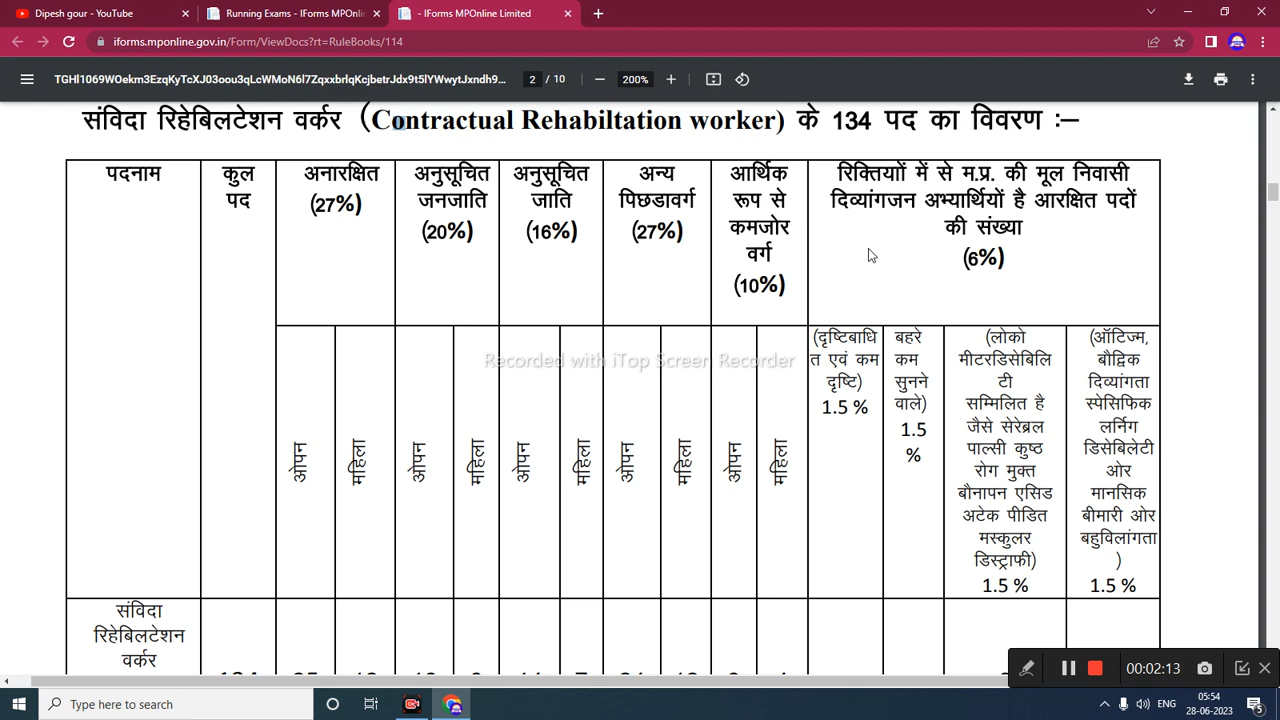 Dipesh gour - YouTube
Running Exams - IForms MPOnlin
- IForms MPOnline Limited
iforms.mponline.gov.in/Form/ViewDocs?rt=RuleBooks/114
2 / 10
200%
संविदा रिहेबिलटेशन वर्कर (Contractual Rehabiltation worker) के 134 पद का विवरण :–
पदनाम
कुल
पद
अनारक्षित
(27%)
अनुसूचित
जनजाति
(20%)
अनुसूचित
जाति
(16%)
अन्य
पिछडावर्ग
(27%)
आर्थिक
रूप से
कमजोर
वर्ग
(10%)
रिक्तियाों में से म.प्र. की मूल निवासी
दिव्यांगजन अभ्यार्थियों है आरक्षित पदों
की संख्या
(6%)
ओपन
महिला
ओपन
महिला
ओपन
महिला
ओपन
महिला
ओपन
महिला
(दृष्टिबाधि
त एवं कम
दृष्टि)
1.5 %
बहरे
कम
सुनने
वाले)
1.5
%
(लोको
मीटरडिसेबिलि
टी
सम्मिलित है
जैसे सेरेब्रल
पाल्सी कुष्ठ
रोग मुक्त
बौनापन एसिड
अटेक पीडित
मस्कुलर
डिस्ट्राफी)
1.5 %
(ऑटिज्म,
बोद्विक
दिव्यांगता
स्पेसिफिक
लर्निग
डिसेबिलेटी
ओर
मानसिक
बीमारी ओर
बहुविलांगता
)
1.5 %
Recorded with iTop Screen Recorder
संविदा
रिहेबिलटेशन
वर्कर
00:02:13
Type here to search
ENG
05:54
28-06-2023
5